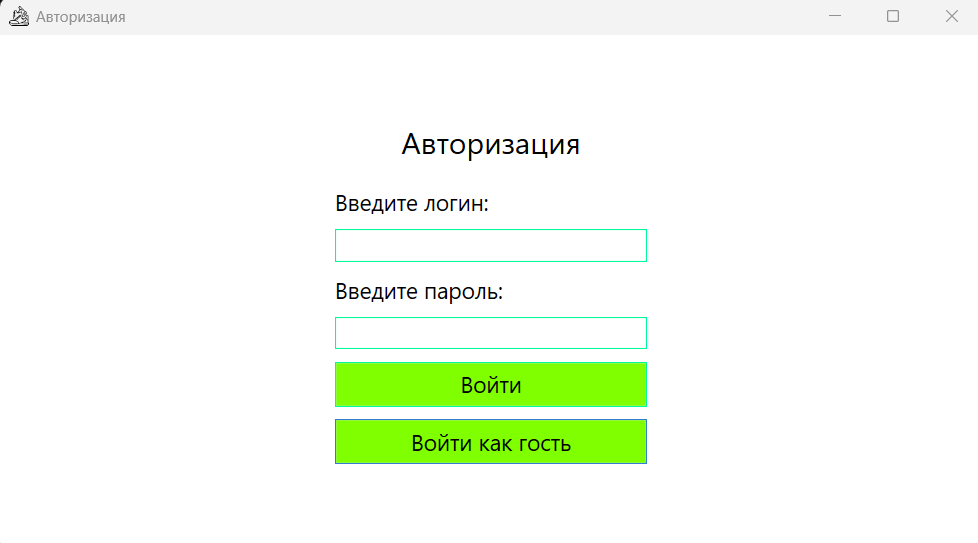 Авторизация
Авторизация
Введите логин:
Введите пароль:
Войти
Войти как гость